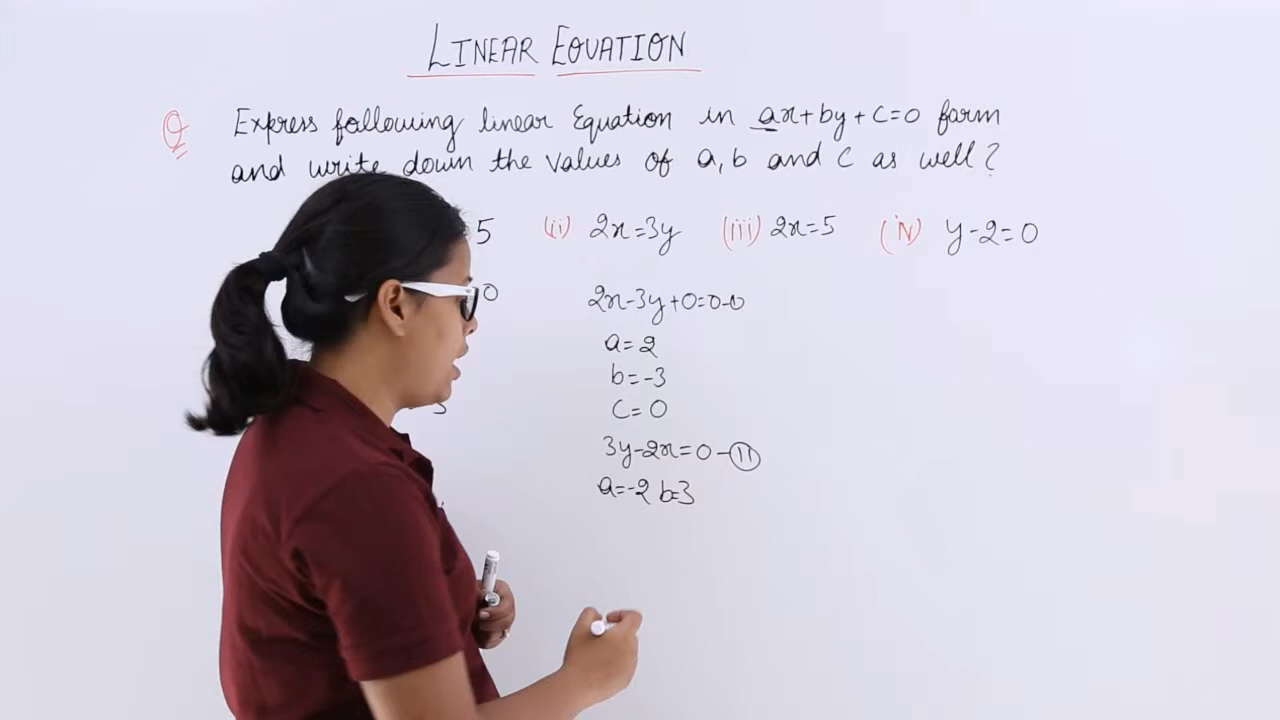 LINEAR EQUATION
Q Express following linear Equation in ax+by+c=0 form
and write down the values of a, b and c as well?
5 (ii) 2x=3y (iii) 2x=5 (iv) y-2=0
0
2x-3y+0=0-0
a=2
b=-3
c=0
3
3y-2x=0-(II)
a=-2 b=3